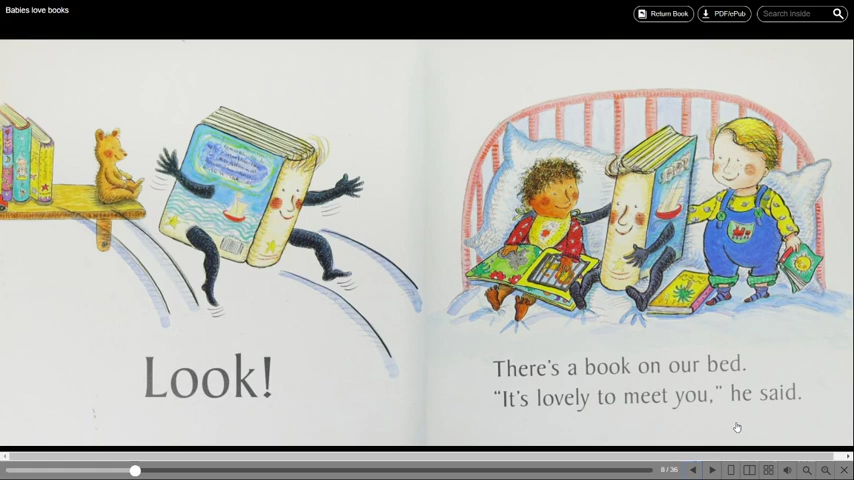 Babies love books
Return Book
PDF/ePub
Search Inside
Look!
There's a book on our bed.
“It's lovely to meet you,” he said.
8 / 36